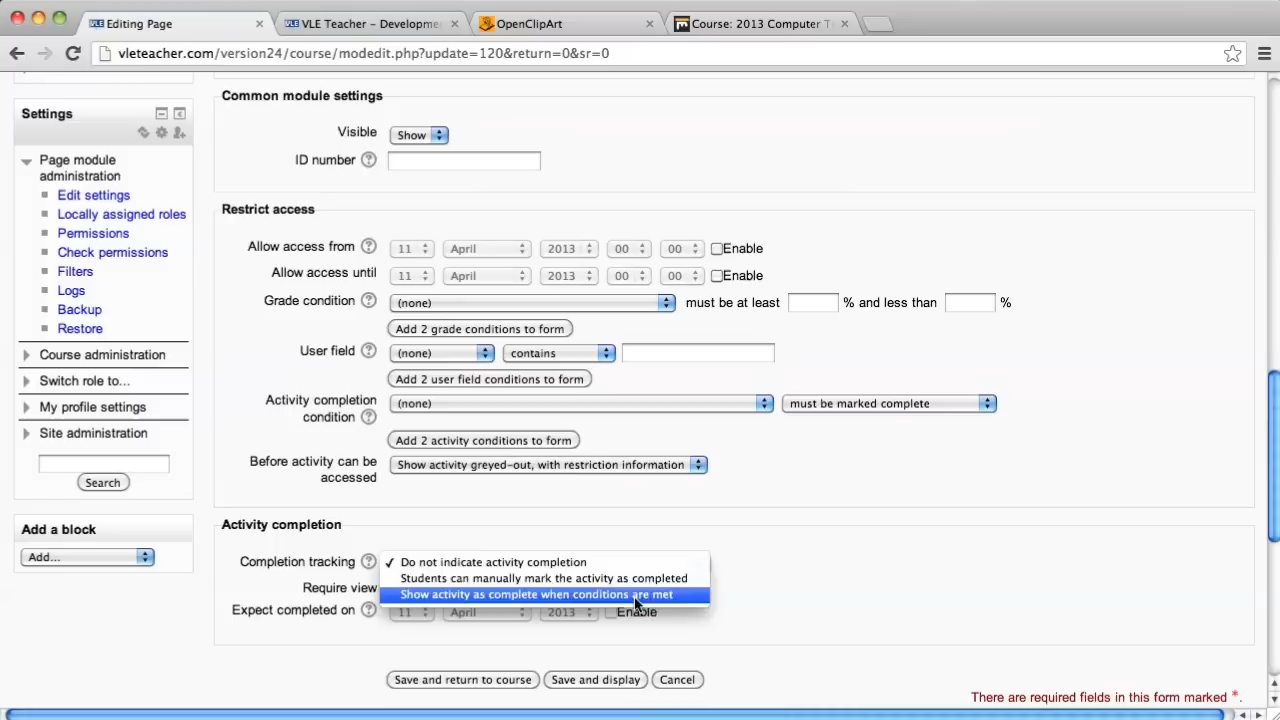 Editing Page
VLE Teacher – Developme
OpenClipArt
Course: 2013 Computer T
vleteacher.com/version24/course/modedit.php?update=120&return=0&sr=0
Settings
Page module
administration
Edit settings
Locally assigned roles
Permissions
Check permissions
Filters
Logs
Backup
Restore
Course administration
Switch role to...
My profile settings
Site administration
Search
Add a block
Add...
Common module settings
Visible Show
ID number
Restrict access
Allow access from 11 April 2013 00 00 Enable
Allow access until 11 April 2013 00 00 Enable
Grade condition (none) must be at least % and less than %
Add 2 grade conditions to form
User field (none) contains
Add 2 user field conditions to form
Activity completion
condition (none) must be marked complete
Add 2 activity conditions to form
Before activity can be
accessed Show activity greyed-out, with restriction information
Activity completion
Completion tracking ✓ Do not indicate activity completion
Students can manually mark the activity as completed
Require view Show activity as complete when conditions are met
Expect completed on 11 April 2013 Enable
Save and return to course Save and display Cancel
There are required fields in this form marked *.